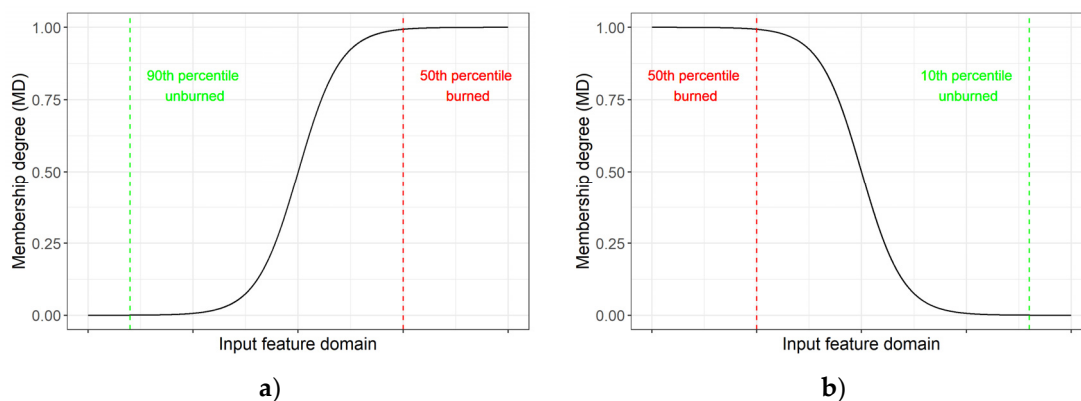 Membership degree (MD)
1.00
0.75
0.50
0.25
0.00
90th percentile
unburned
50th percentile
burned
Input feature domain
a)
Membership degree (MD)
1.00
0.75
0.50
0.25
0.00
50th percentile
burned
10th percentile
unburned
Input feature domain
b)